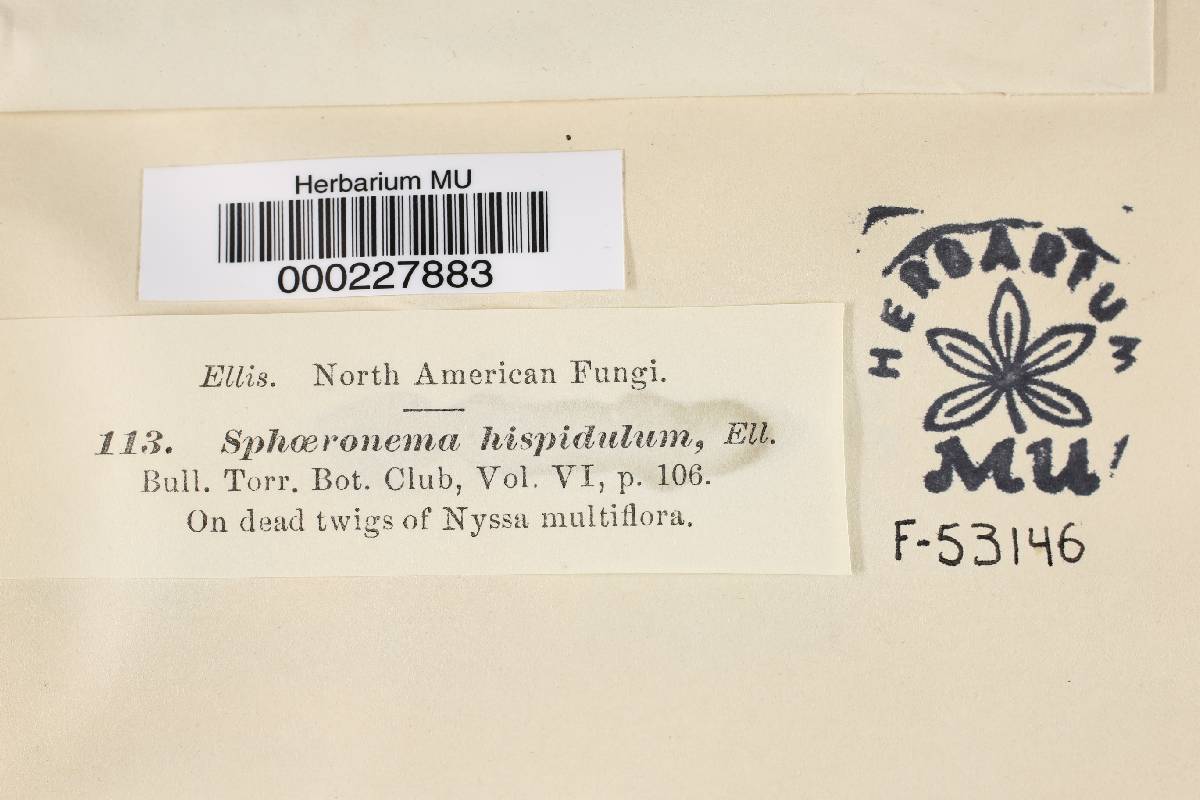 Herbarium MU
000227883
HERBARIUM
MU
F-53146
Ellis. North American Fungi.
113. Sphœronema hispidulum, Ell.
Bull. Torr. Bot. Club, Vol. VI, p. 106.
On dead twigs of Nyssa multiflora.